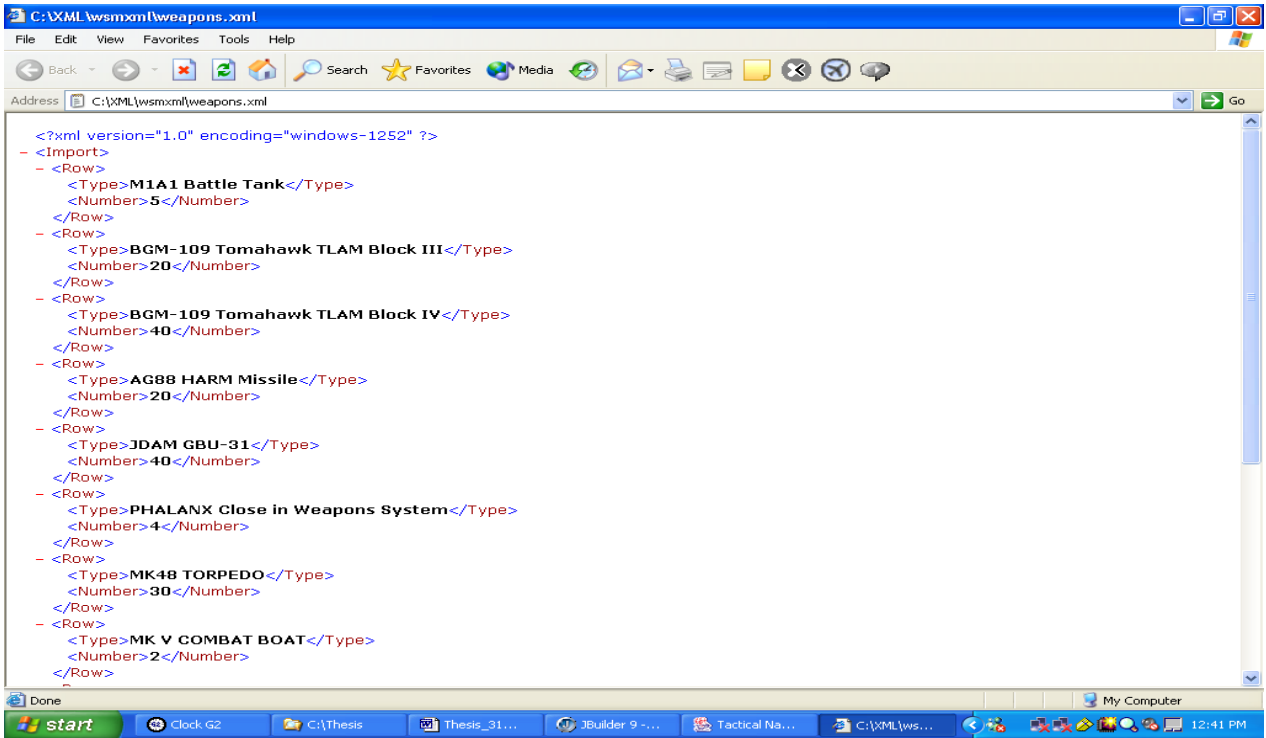 C:\XML\wsmxml\weapons.xml
File Edit View Favorites Tools Help
Back Search Favorites Media
Address C:\XML\wsmxml\weapons.xml Go
<?xml version="1.0" encoding="windows-1252" ?>
- <Import>
- <Row>
<Type>M1A1 Battle Tank</Type>
<Number>5</Number>
</Row>
- <Row>
<Type>BGM-109 Tomahawk TLAM Block III</Type>
<Number>20</Number>
</Row>
- <Row>
<Type>BGM-109 Tomahawk TLAM Block IV</Type>
<Number>40</Number>
</Row>
- <Row>
<Type>AG88 HARM Missile</Type>
<Number>20</Number>
</Row>
- <Row>
<Type>JDAM GBU-31</Type>
<Number>40</Number>
</Row>
- <Row>
<Type>PHALANX Close in Weapons System</Type>
<Number>4</Number>
</Row>
- <Row>
<Type>MK48 TORPEDO</Type>
<Number>30</Number>
</Row>
- <Row>
<Type>MK V COMBAT BOAT</Type>
<Number>2</Number>
</Row>
Done My Computer
start Clock G2 C:\Thesis Thesis_31... JBuilder 9 -... Tactical Na... C:\XML\ws... 12:41 PM